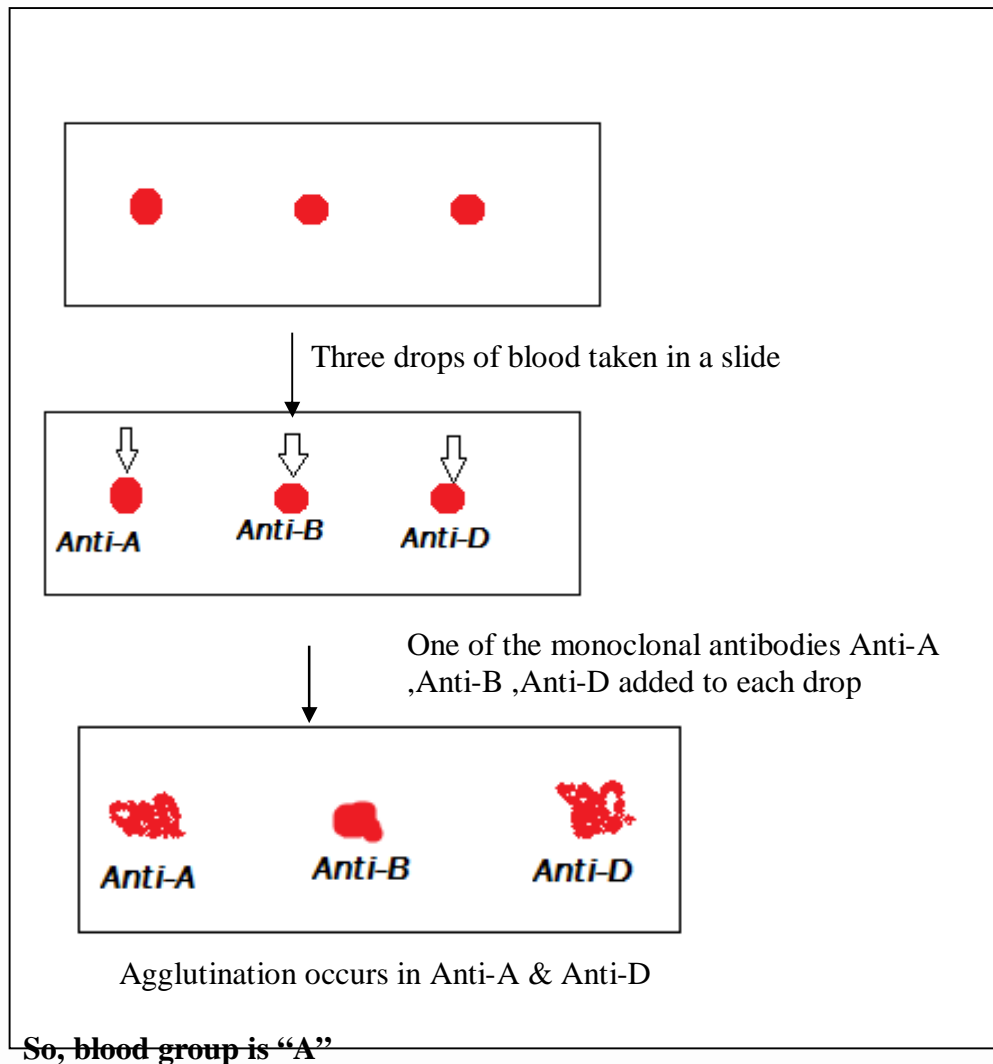 Three drops of blood taken in a slide
Anti-A
Anti-B
Anti-D
One of the monoclonal antibodies Anti-A
,Anti-B ,Anti-D added to each drop
Anti-A
Anti-B
Anti-D
Agglutination occurs in Anti-A & Anti-D
So, blood group is “A”